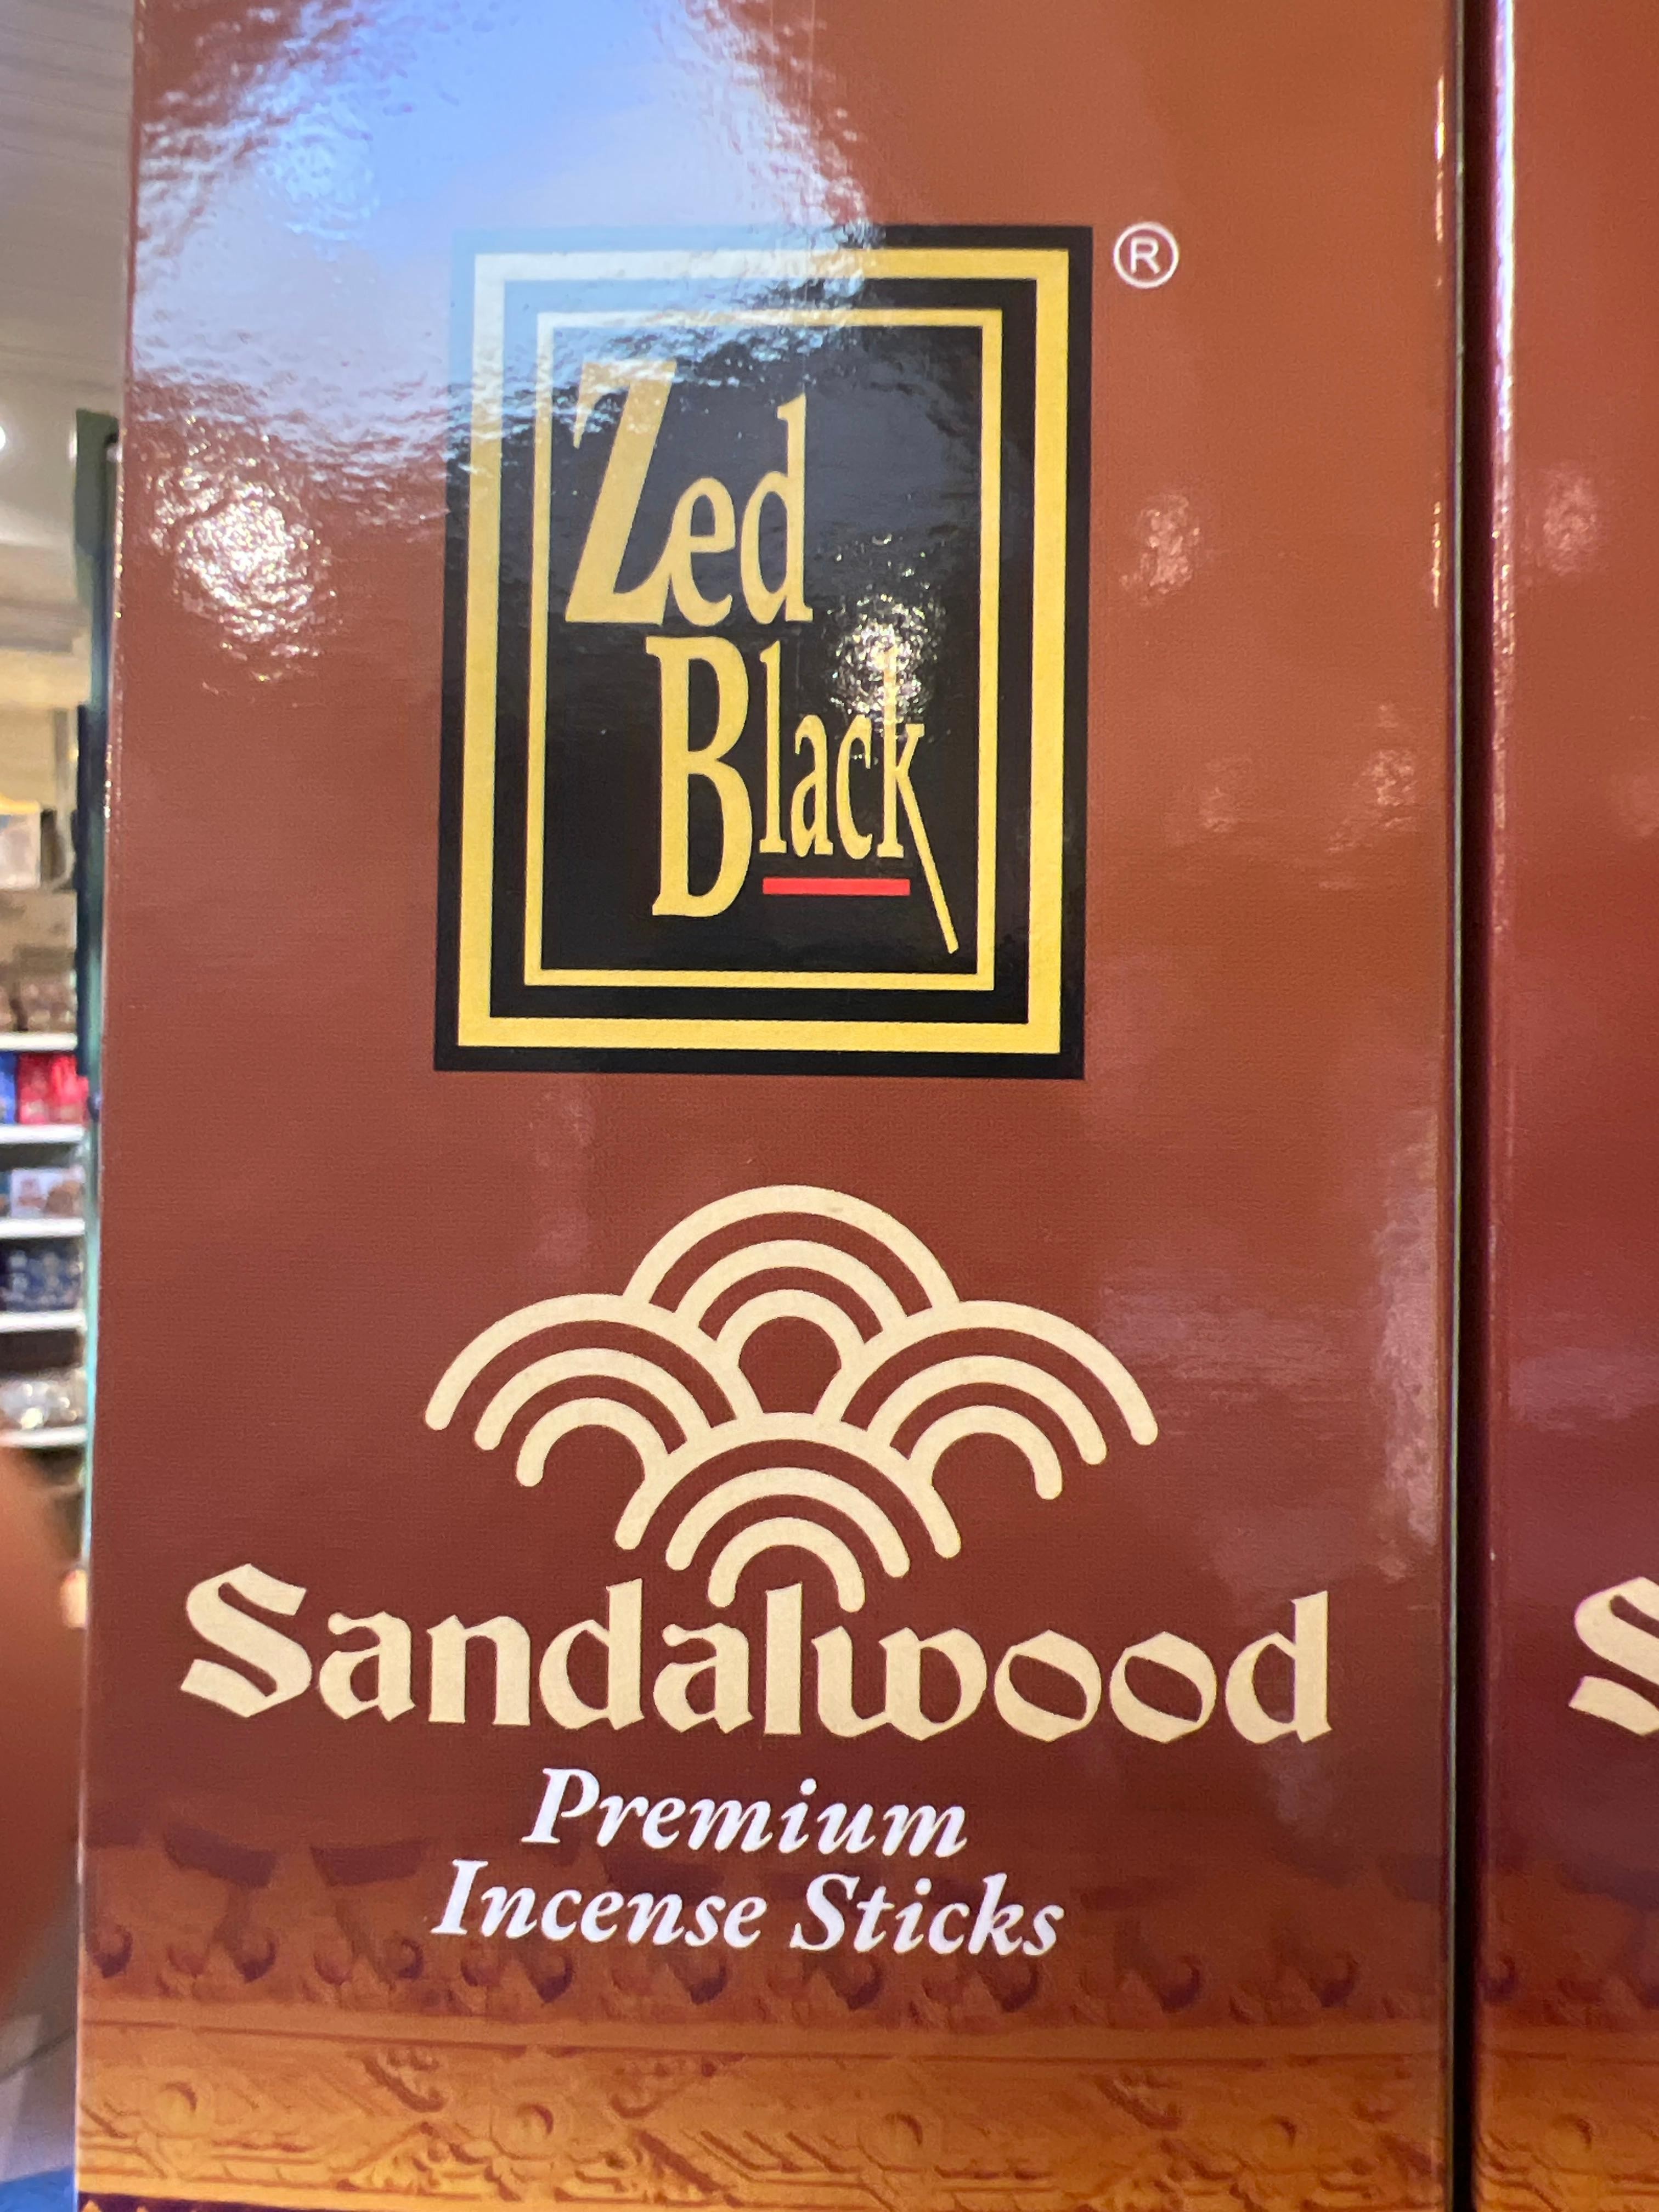 Zed
Black
®
Sandalwood
Premium
Incense Sticks
S